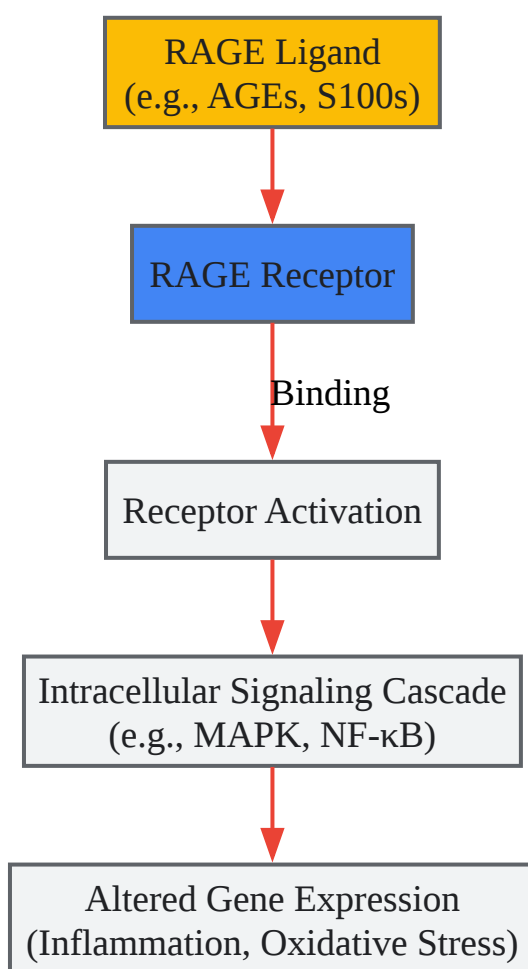 RAGE Ligand
(e.g., AGEs, S100s)
RAGE Receptor
Binding
Receptor Activation
Intracellular Signaling Cascade
(e.g., MAPK, NF-κB)
Altered Gene Expression
(Inflammation, Oxidative Stress)